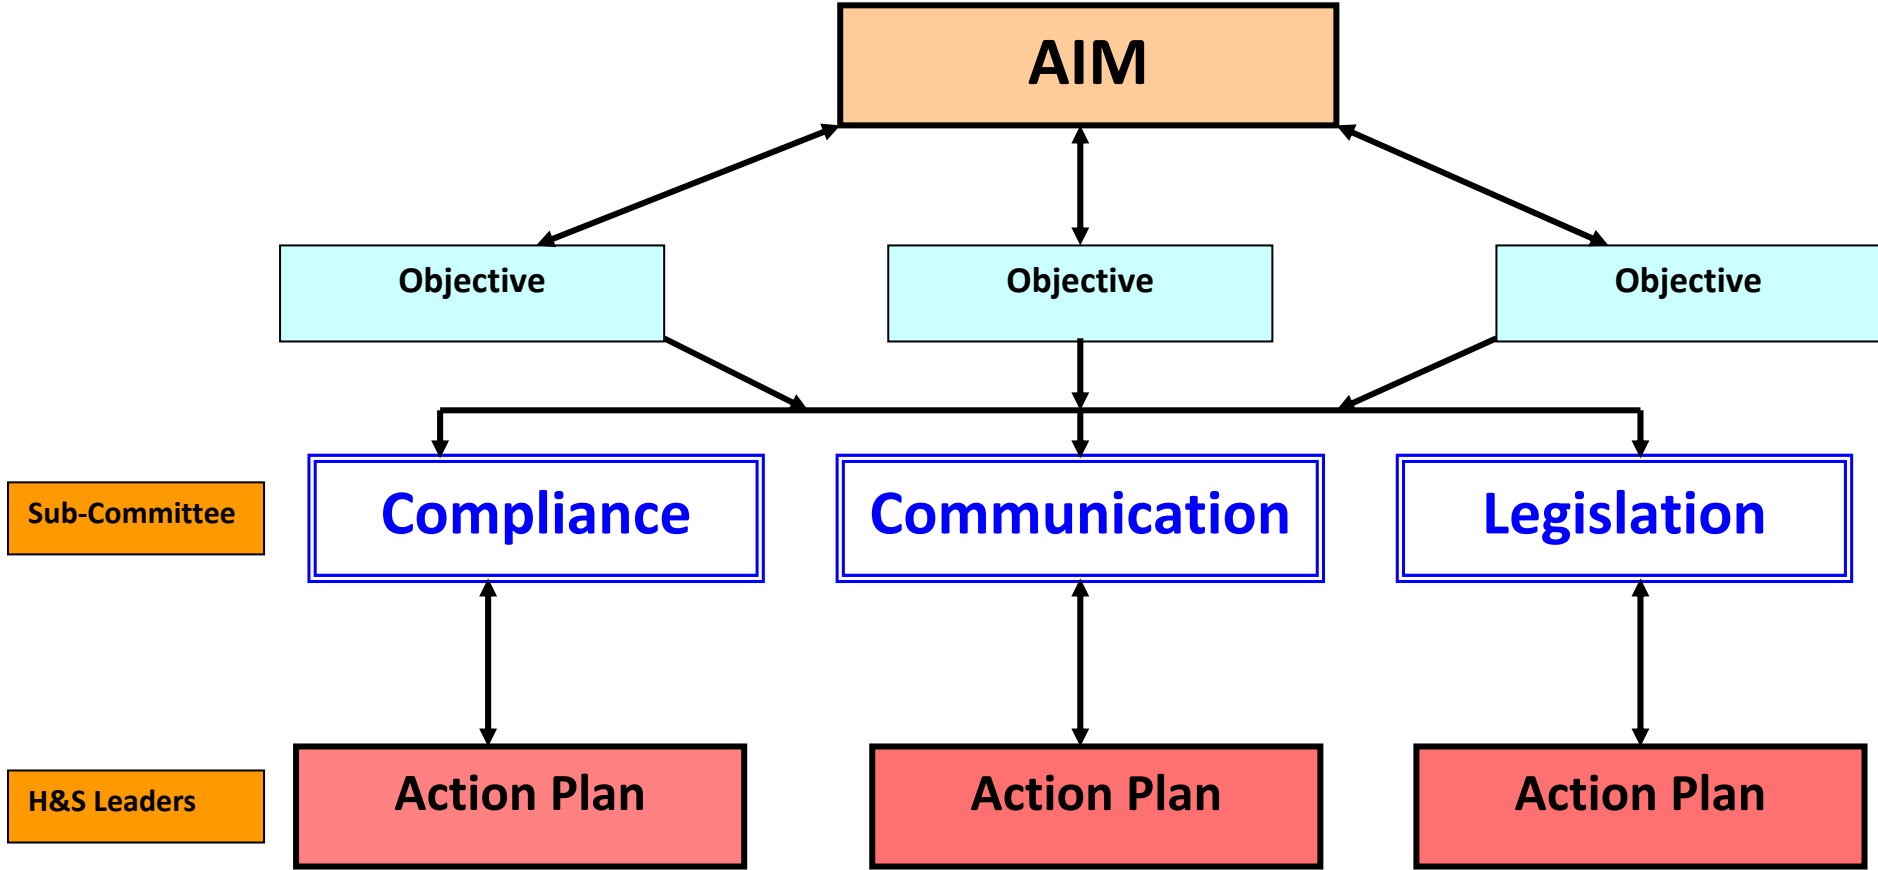 AIM
Objective
Objective
Objective
Sub-Committee
Compliance
Communication
Legislation
H&S Leaders
Action Plan
Action Plan
Action Plan